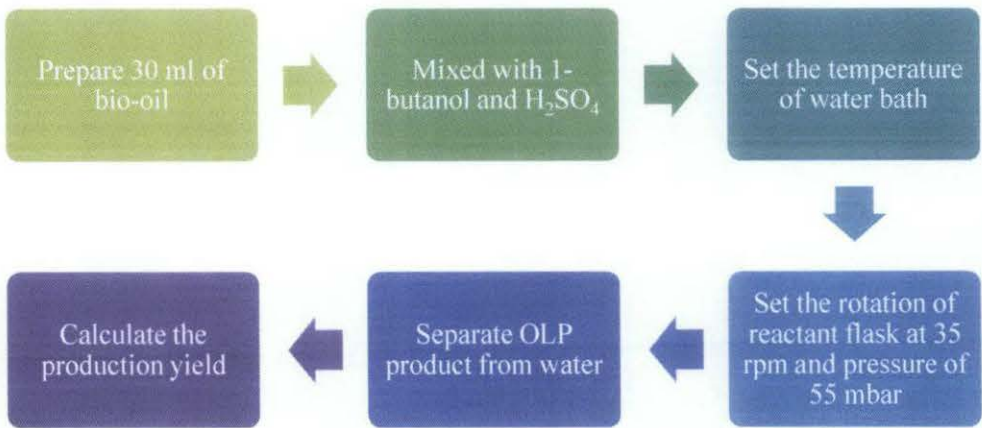 Prepare 30 ml of
bio-oil
Mixed with 1-
butanol and H₂SO₄
Set the temperature
of water bath
Set the rotation of
reactant flask at 35
rpm and pressure of
55 mbar
Separate OLP
product from water
Calculate the
production yield